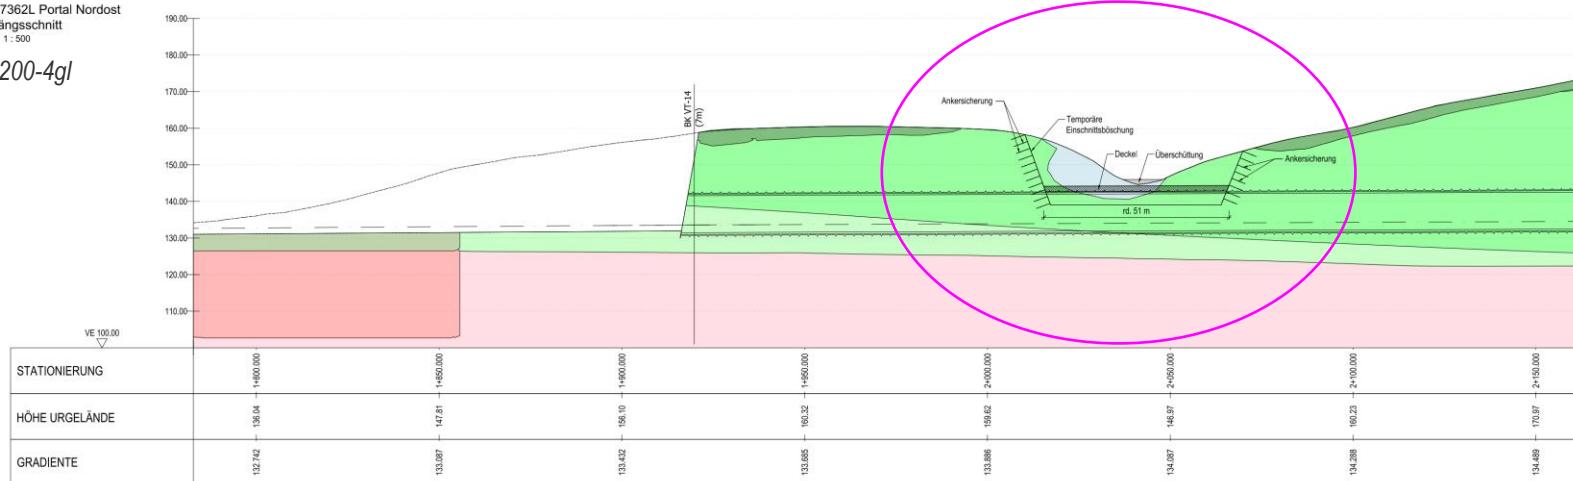 7362L Portal Nordost
ängsschnitt
1 : 500
200-4gl
190.00
180.00
170.00
160.00
150.00
140.00
130.00
120.00
110.00
VE 100.00
BK VT-14
(7m)
Ankersicherung
Temporäre
Einschnittsböschung
Deckel
Überschüttung
Ankersicherung
rd. 51 m
STATIONIERUNG
1+800.000 1+850.000 1+900.000 1+950.000 2+000.000 2+050.000 2+100.000 2+150.000
HÖHE URGELÄNDE
136.04 147.81 156.10 160.32 159.62 146.97 160.23 170.97
GRADIENTE
132.742 133.087 133.432 133.685 133.886 134.087 134.288 134.489